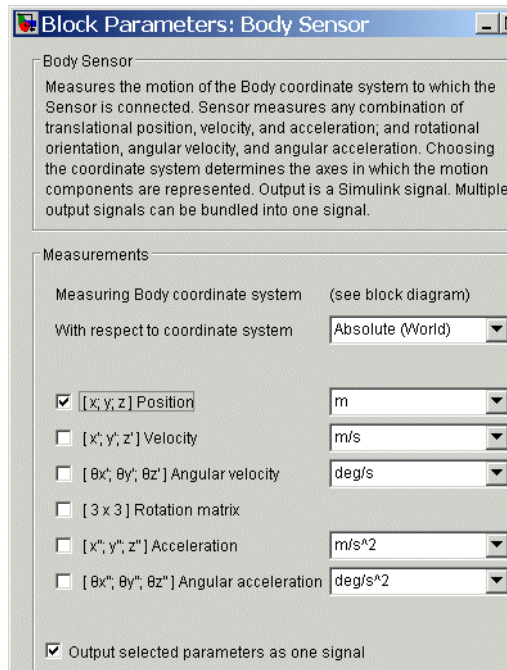 Block Parameters: Body Sensor
Body Sensor
Measures the motion of the Body coordinate system to which the
Sensor is connected. Sensor measures any combination of
translational position, velocity, and acceleration; and rotational
orientation, angular velocity, and angular acceleration. Choosing
the coordinate system determines the axes in which the motion
components are represented. Output is a Simulink signal. Multiple
output signals can be bundled into one signal.
Measurements
Measuring Body coordinate system (see block diagram)
With respect to coordinate system Absolute (World)
[ x; y; z ] Position m
[ x'; y'; z' ] Velocity m/s
[ θx'; θy'; θz' ] Angular velocity deg/s
[ 3 x 3 ] Rotation matrix
[ x''; y''; z'' ] Acceleration m/s^2
[ θx''; θy''; θz'' ] Angular acceleration deg/s^2
Output selected parameters as one signal